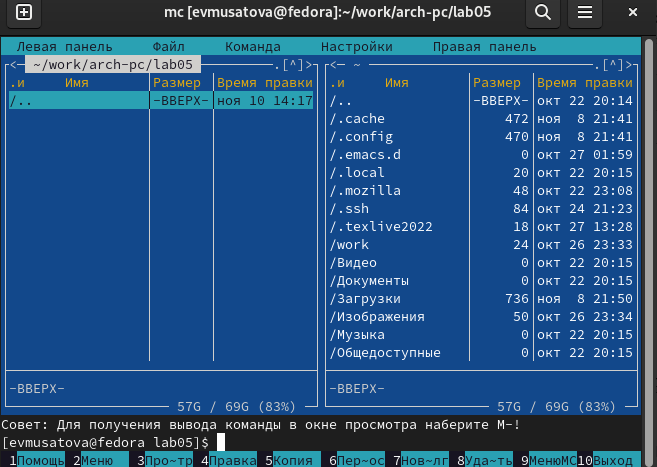 mc [evmusatova@fedora]:~/work/arch-pc/lab05
Левая панель Файл Команда Настройки Правая панель
<— ~/work/arch-pc/lab05 .[^]>
.и Имя Размер Время правки
/.. -ВВЕРХ- ноя 10 14:17
-ВВЕРХ-
57G / 69G (83%)
<— ~ .[^]>
.и Имя Размер Время правки
/.. -ВВЕРХ- окт 22 20:14
/.cache 472 ноя 8 21:41
/.config 470 ноя 8 21:41
/.emacs.d 0 окт 27 01:59
/.local 20 окт 22 20:15
/.mozilla 48 окт 22 23:08
/.ssh 84 окт 24 21:23
/.texlive2022 18 окт 27 13:28
/work 24 окт 26 23:33
/Видео 0 окт 22 20:15
/Документы 0 окт 22 20:15
/Загрузки 736 ноя 8 21:50
/Изображения 50 окт 26 23:34
/Музыка 0 окт 22 20:15
/Общедоступные 0 окт 22 20:15
-ВВЕРХ-
57G / 69G (83%)
Совет: Для получения вывода команды в окне просмотра наберите M-!
[evmusatova@fedora lab05]$
1Помощь 2Меню 3Про~тр 4Правка 5Копия 6Пер~ос 7Нов~лг 8Уда~ть 9МенюMC 10Выход